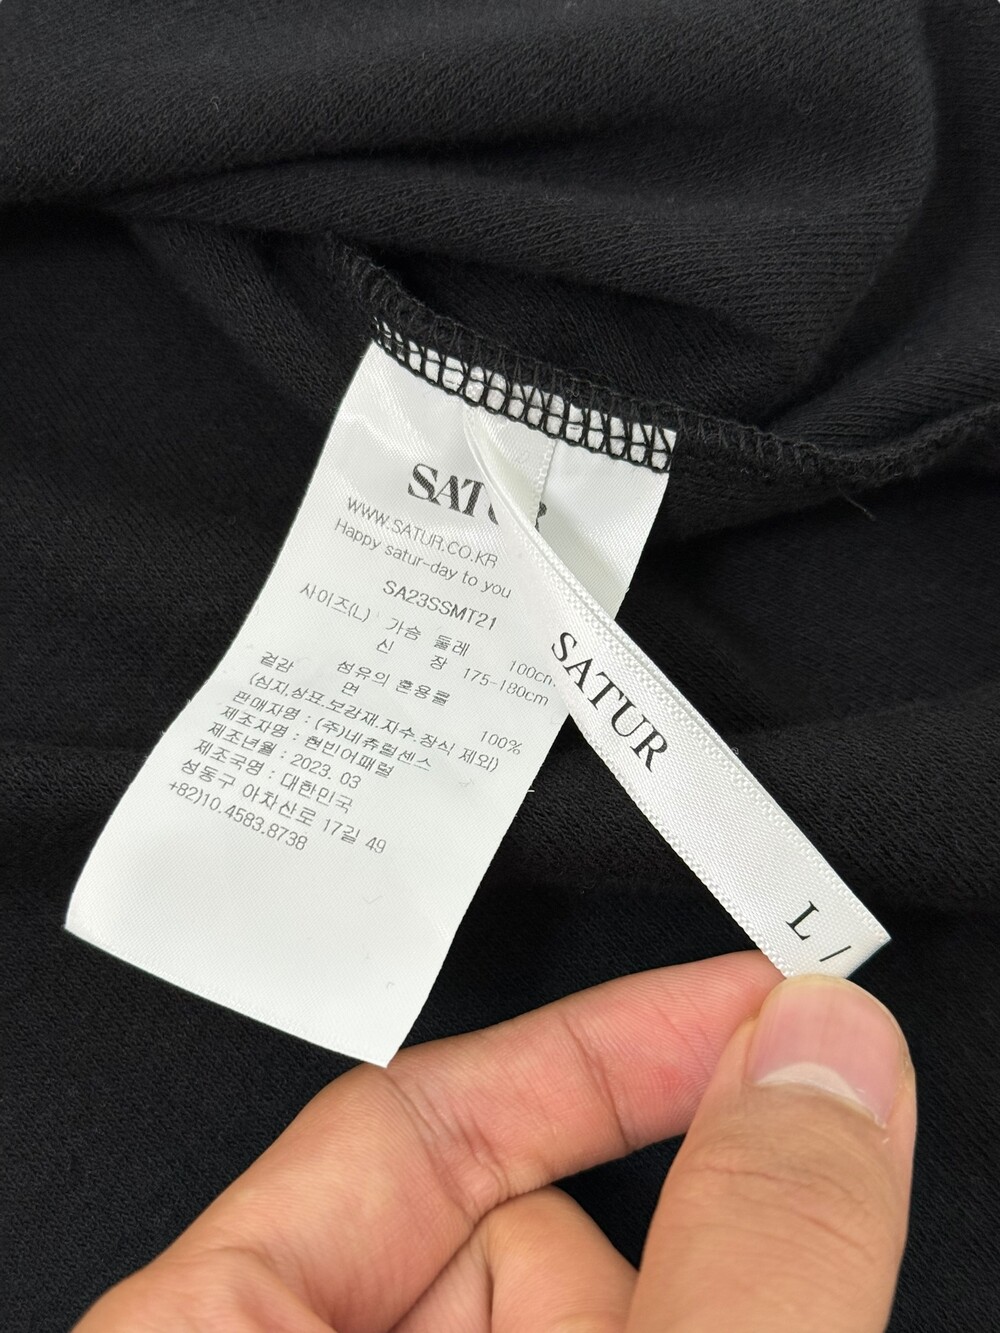 SATUR
WWW.SATUR.CO.KR
Happy satur-day to you
SA23SSMT21
사이즈(L) 가슴 둘레 100cm
신 장 175-180cm
섬유의 혼용률
겉감 면 100%
(심지,상표,보강재,자수,장식 제외)
판매자명 : (주)네츄럴센스
제조자명 : 현빈어패럴
제조년월 : 2023. 03
제조국명 : 대한민국
성동구 아차산로 17길 49
+82)10.4583.8738
SATUR
L /